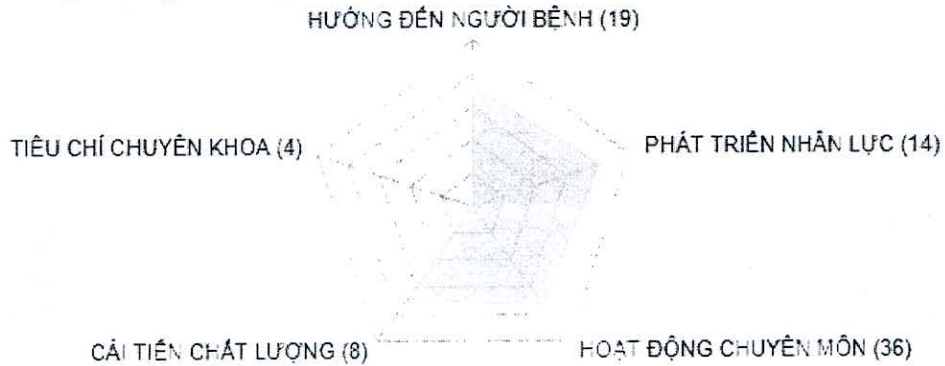 HƯỚNG ĐẾN NGƯỜI BỆNH (19)
TIÊU CHÍ CHUYÊN KHOA (4)
PHÁT TRIỂN NHÂN LỰC (14)
CẢI TIẾN CHẤT LƯỢNG (8)
HOẠT ĐỘNG CHUYÊN MÔN (36)